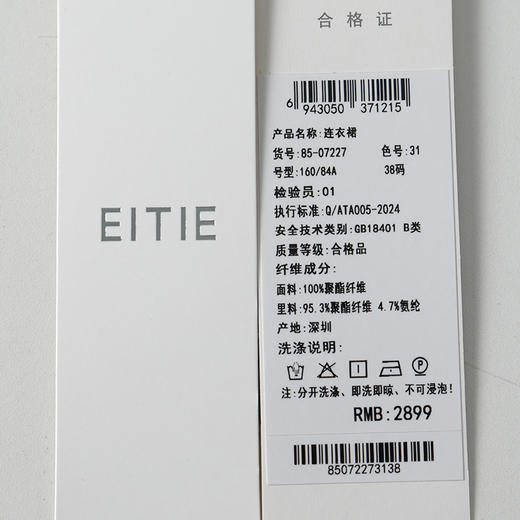 EITIE
合格证
6 943050 371215
产品名称:连衣裙
货号:85-07227 色号:31
号型:160/84A 38码
检验员:01
执行标准:Q/ATA005-2024
安全技术类别:GB18401 B类
质量等级:合格品
纤维成分:
面料:100%聚酯纤维
里料:95.3%聚酯纤维 4.7%氨纶
产地:深圳
洗涤说明:
P
注:分开洗涤、即洗即晾、不可浸泡!
RMB:2899
85072273138